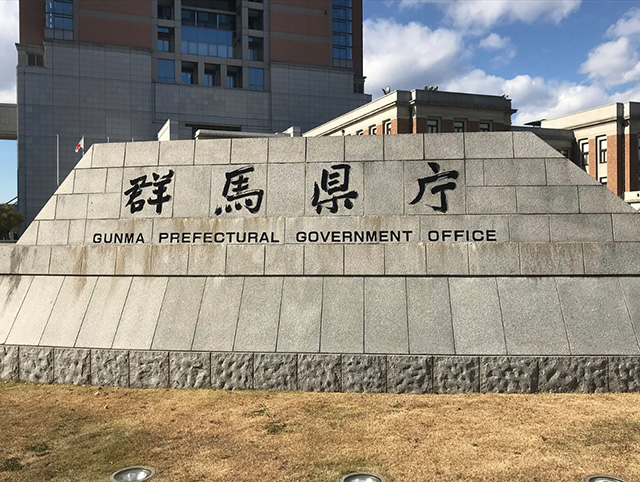 群馬県庁
GUNMA PREFECTURAL GOVERNMENT OFFICE